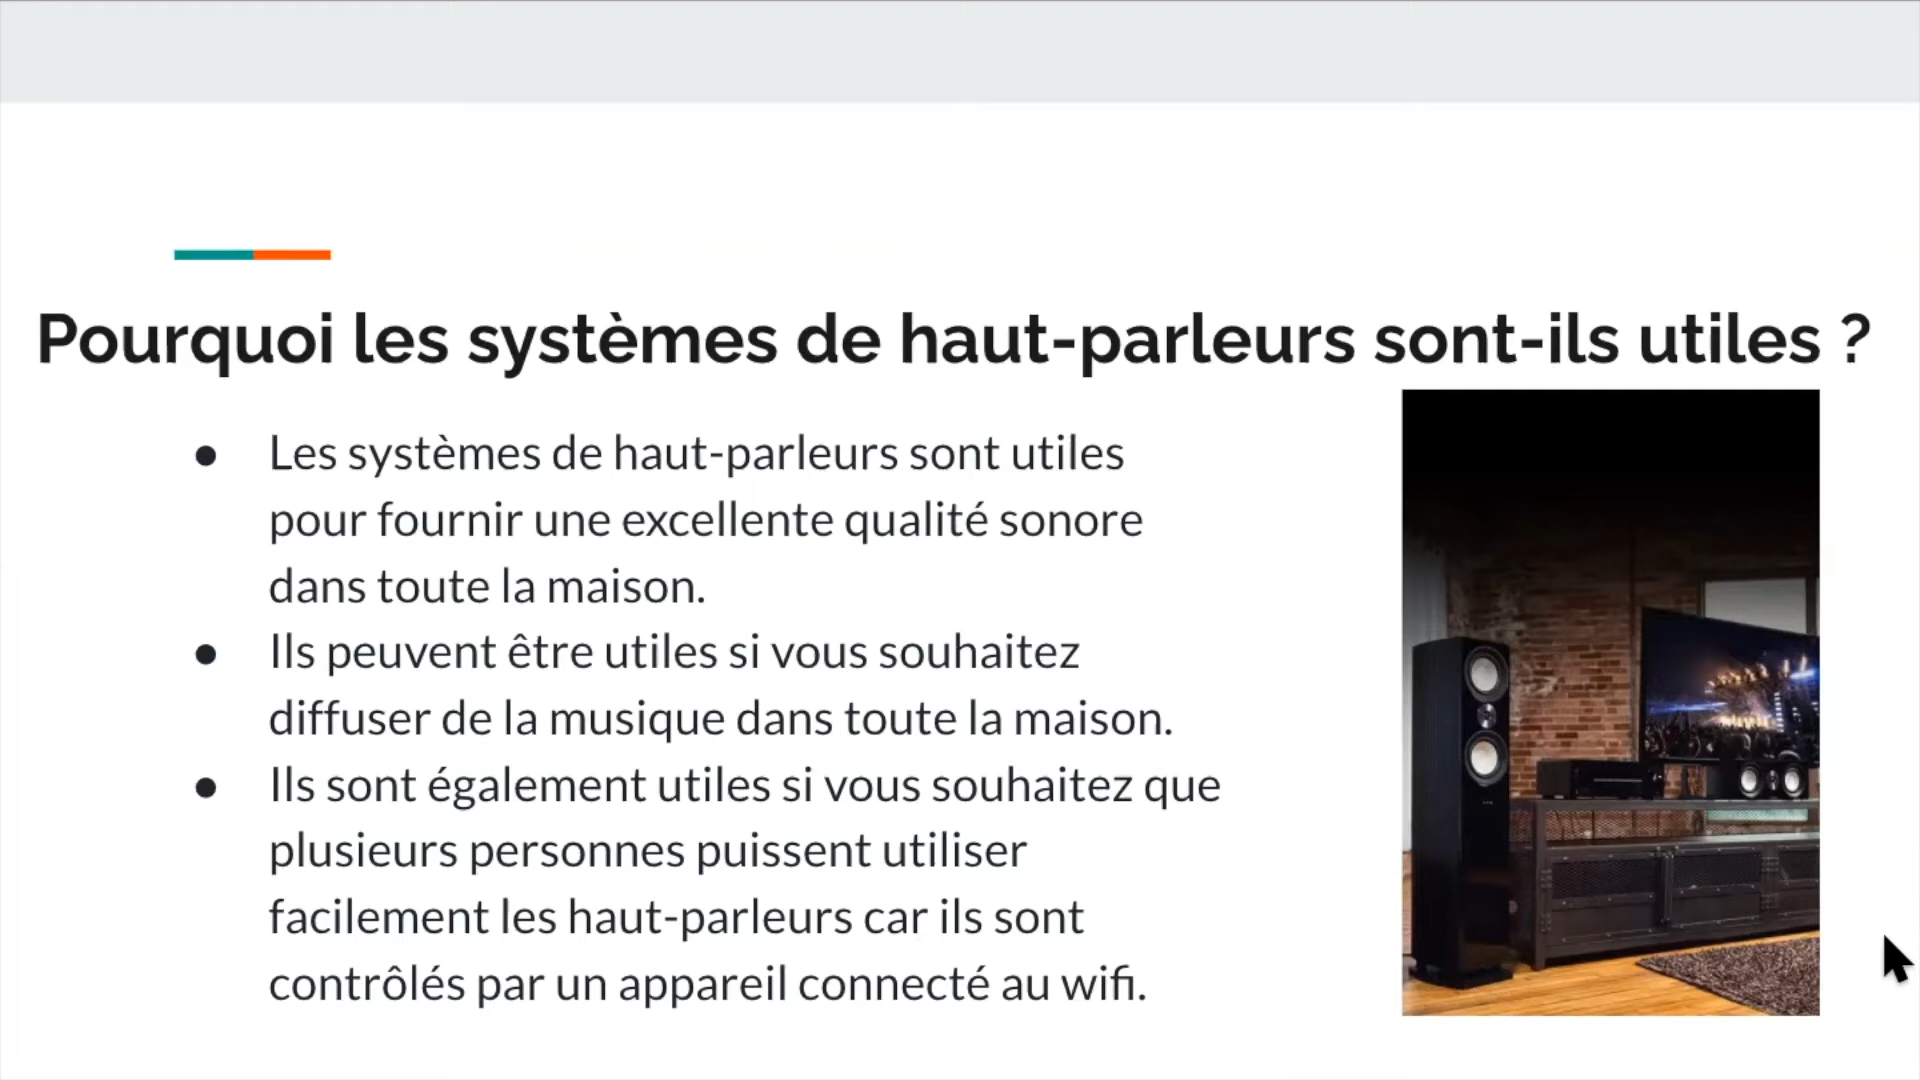 Pourquoi les systèmes de haut-parleurs sont-ils utiles ?
● Les systèmes de haut-parleurs sont utiles
pour fournir une excellente qualité sonore
dans toute la maison.
● Ils peuvent être utiles si vous souhaitez
diffuser de la musique dans toute la maison.
● Ils sont également utiles si vous souhaitez que
plusieurs personnes puissent utiliser
facilement les haut-parleurs car ils sont
contrôlés par un appareil connecté au wifi.